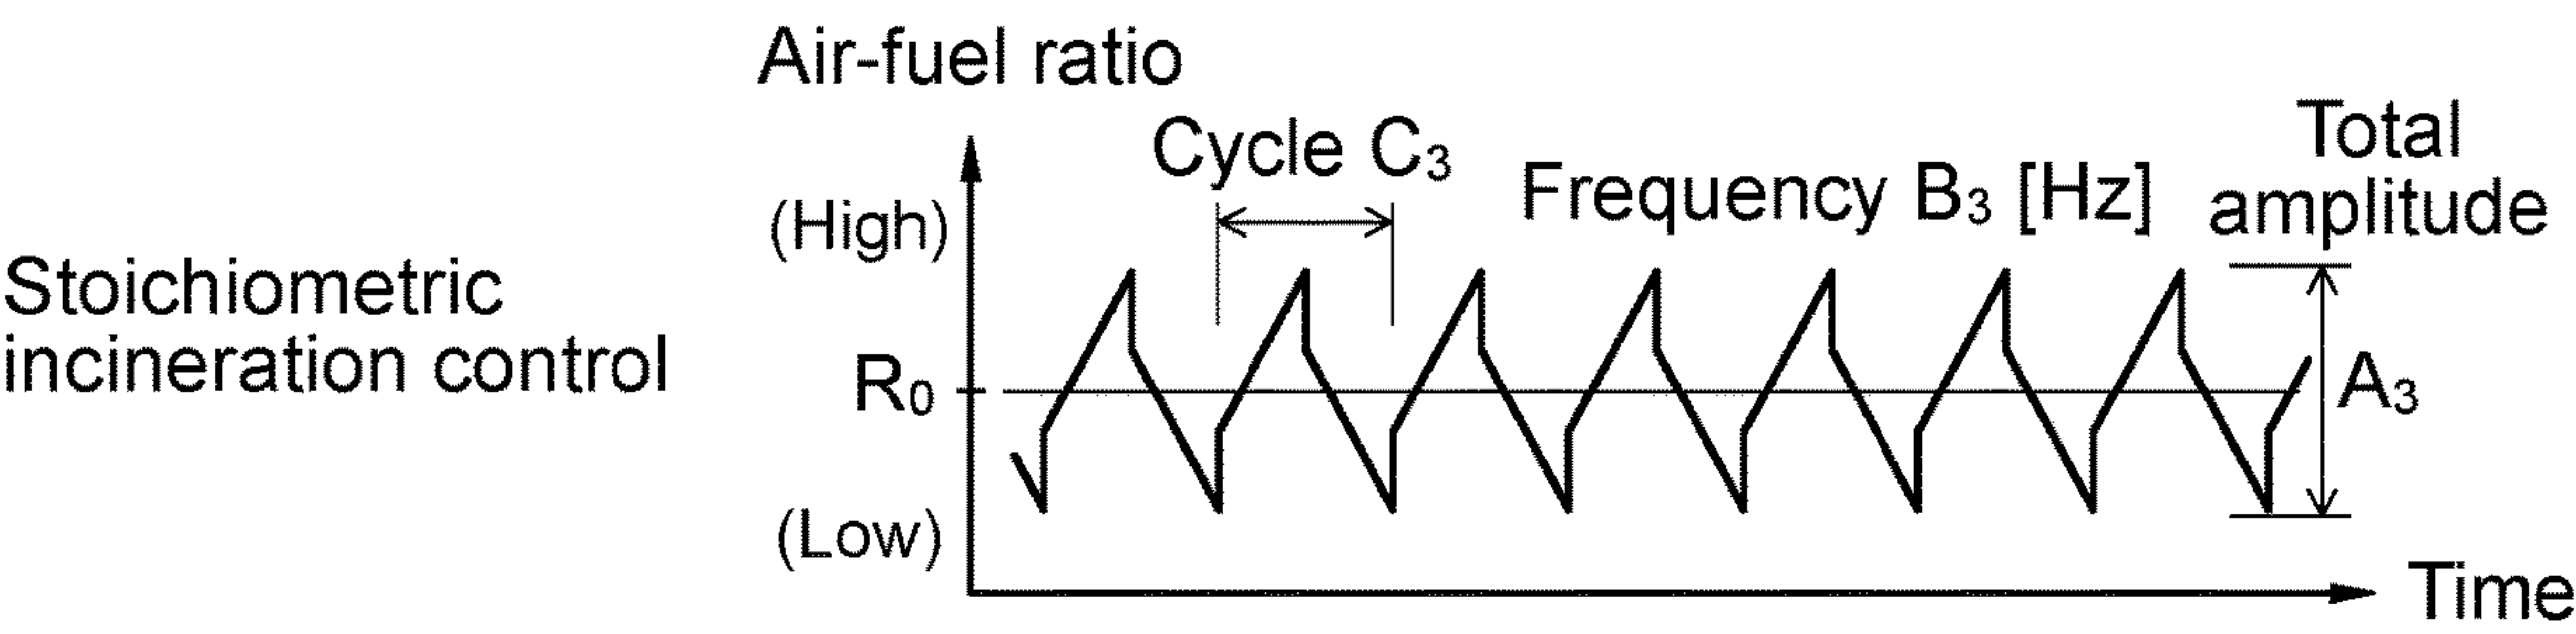 Air-fuel ratio
Cycle C₃
Frequency B₃ [Hz]
Total
amplitude
(High)
Stoichiometric
incineration control
R₀
A₃
(Low)
Time